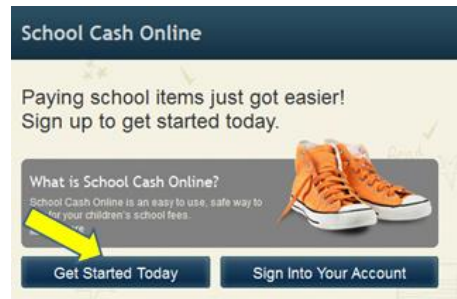 School Cash Online
Paying school items just got easier!
Sign up to get started today.
What is School Cash Online?
School Cash Online is an easy to use, safe way to
for your children's school fees.
Get Started Today
Sign Into Your Account